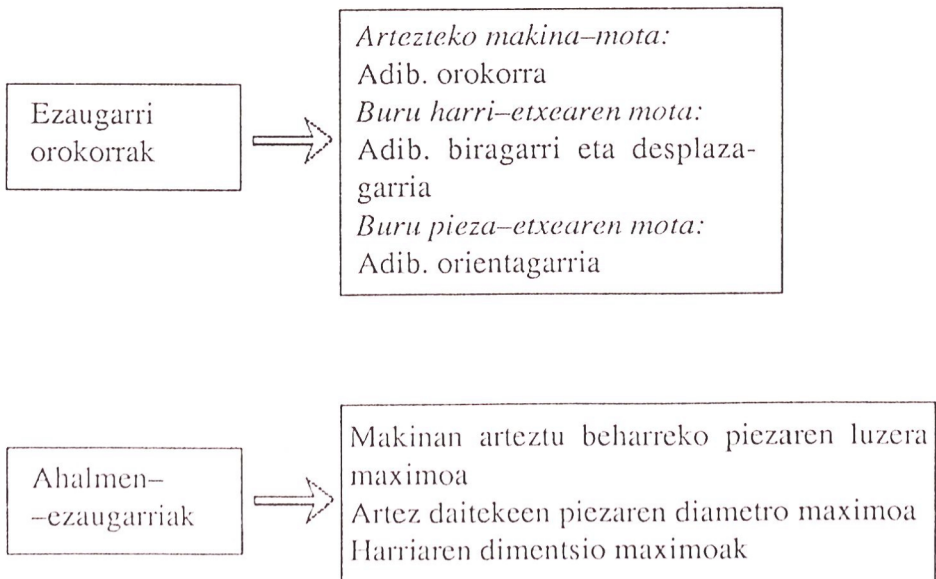 Ezaugarri
orokorrak
Artezteko makina–mota:
Adib. orokorra
Buru harri–etxearen mota:
Adib. biragarri eta desplaza-
garria
Buru pieza–etxearen mota:
Adib. orientagarria
Ahalmen–
–ezaugarriak
Makinan arteztu beharreko piezaren luzera
maximoa
Artez daitekeen piezaren diametro maximoa
Harriaren dimentsio maximoak